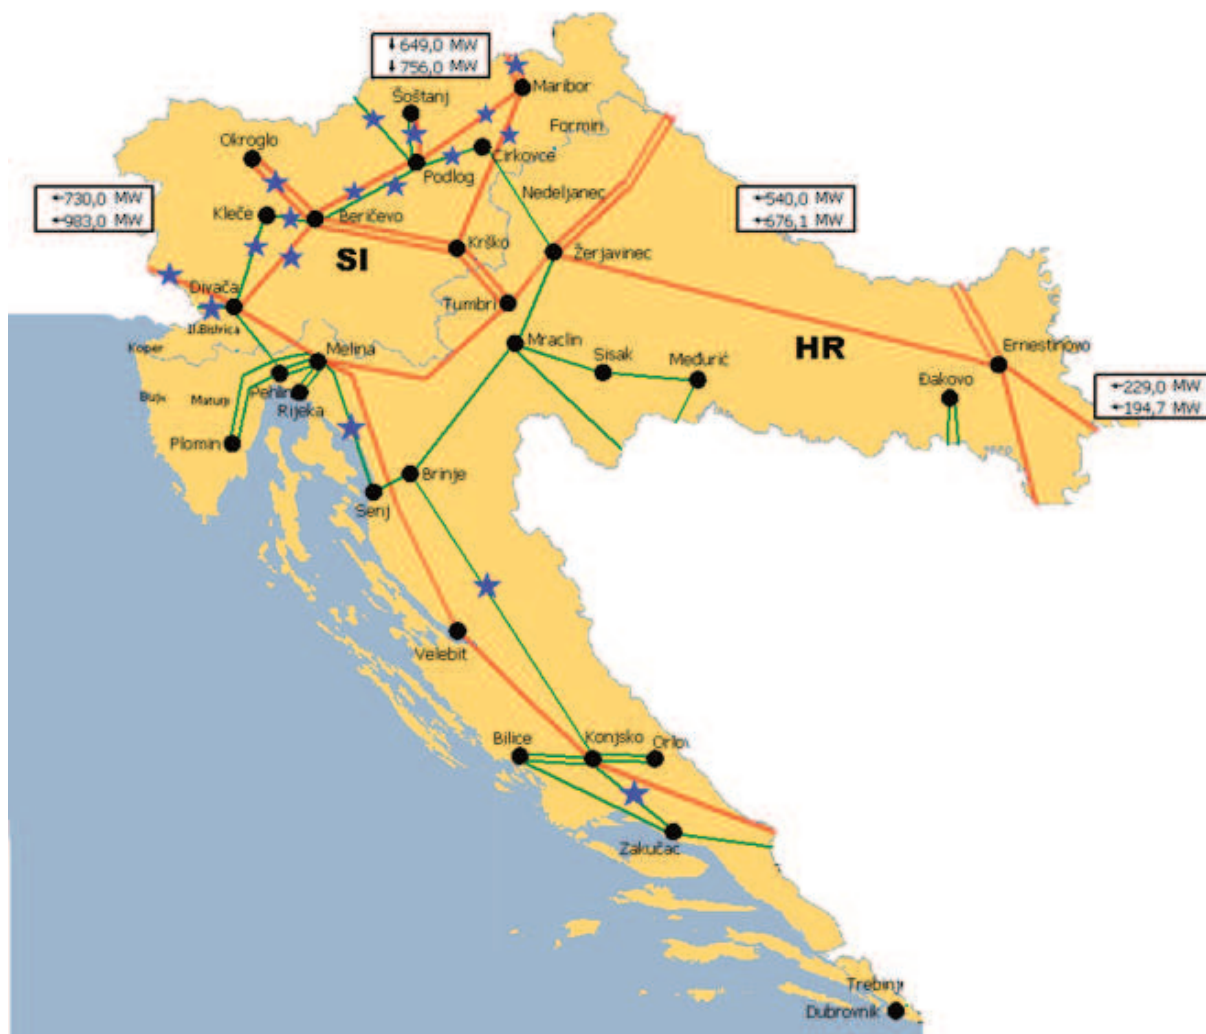 ↓649,0 MW
↓756,0 MW
Maribor
Šoštanj
Formin
Okroglo
Cirkovce
Podlog
Nedeljanec
←730,0 MW
←983,0 MW
←540,0 MW
←676,1 MW
Kleče
Beričevo
Krško
Žerjavinec
SI
Divača
Tumbri
Il.Bistrica
Koper
Melina
Mraclin
HR
Ernestinovo
Sisak
Međurić
Đakovo
←229,0 MW
←194,7 MW
Buje
Matulji
Pehlin
Rijeka
Plomin
Brinje
Senj
Velebit
Bilice
Konjsko
Zakučac
Dubrovnik